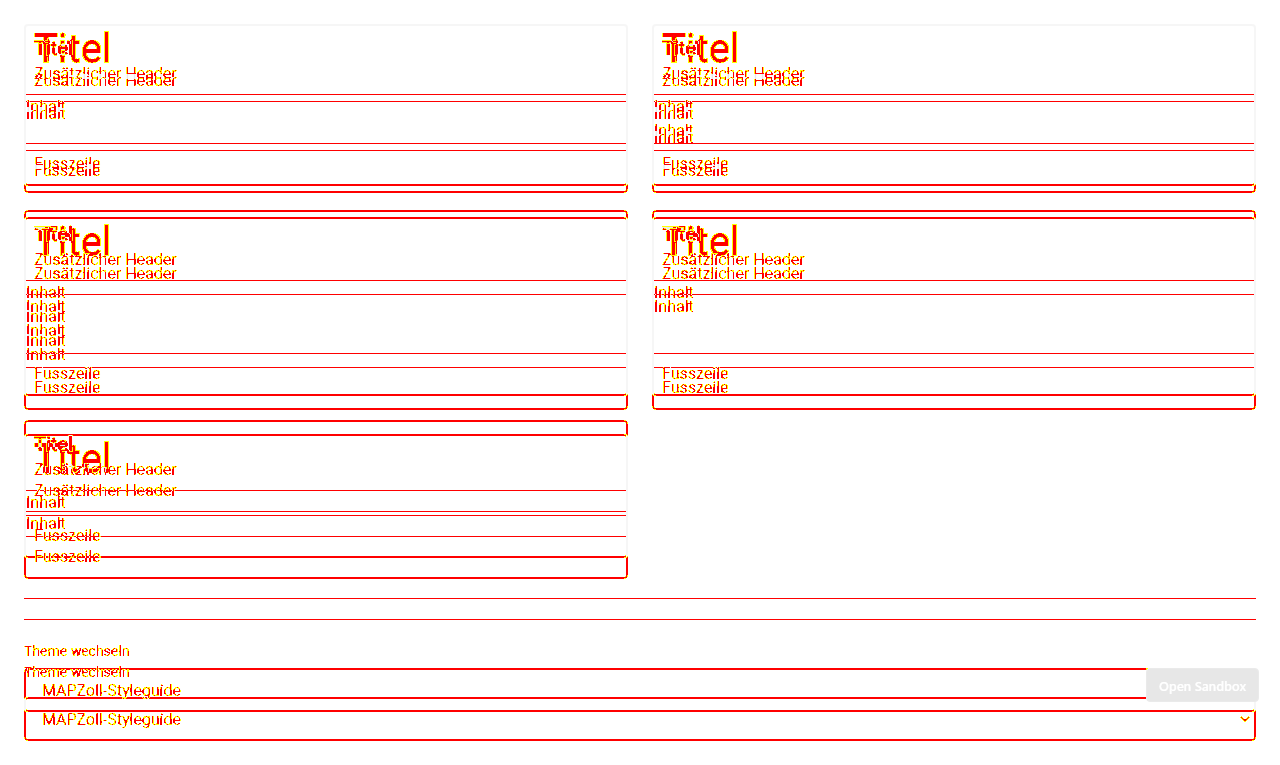 Titel
Titel
Zusätzlicher Header
Zusätzlicher Header
Inhalt
Inhalt
Fusszeile
Fusszeile
Titel
Titel
Zusätzlicher Header
Zusätzlicher Header
Inhalt
Inhalt
Inhalt
Inhalt
Fusszeile
Fusszeile
Titel
Titel
Zusätzlicher Header
Zusätzlicher Header
Inhalt
Inhalt
Inhalt
Inhalt
Inhalt
Inhalt
Fusszeile
Fusszeile
Titel
Titel
Zusätzlicher Header
Zusätzlicher Header
Inhalt
Inhalt
Fusszeile
Fusszeile
Titel
Titel
Zusätzlicher Header
Zusätzlicher Header
Inhalt
Inhalt
Fusszeile
Fusszeile
Theme wechseln
Theme wechseln
MAPZoll-Styleguide
Open Sandbox
MAPZoll-Styleguide